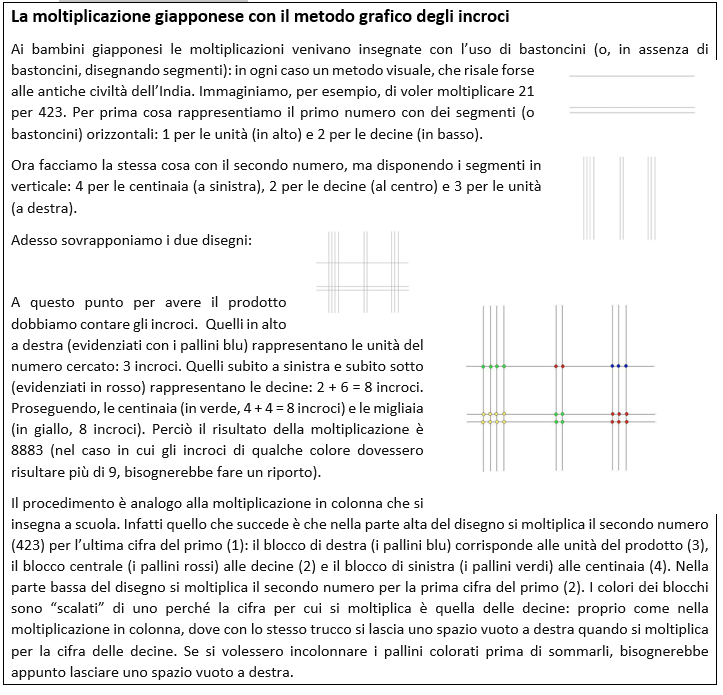 La moltiplicazione giapponese con il metodo grafico degli incroci
Ai bambini giapponesi le moltiplicazioni venivano insegnate con l'uso di bastoncini (o, in assenza di
bastoncini, disegnando segmenti): in ogni caso un metodo visuale, che risale forse
alle antiche civiltà dell'India. Immaginiamo, per esempio, di voler moltiplicare 21
per 423. Per prima cosa rappresentiamo il primo numero con dei segmenti (o
bastoncini) orizzontali: 1 per le unità (in alto) e 2 per le decine (in basso).
Ora facciamo la stessa cosa con il secondo numero, ma disponendo i segmenti in
verticale: 4 per le centinaia (a sinistra), 2 per le decine (al centro) e 3 per le unità
(a destra).
Adesso sovrapponiamo i due disegni:
A questo punto per avere il prodotto
dobbiamo contare gli incroci. Quelli in alto
a destra (evidenziati con i pallini blu) rappresentano le unità del
numero cercato: 3 incroci. Quelli subito a sinistra e subito sotto
(evidenziati in rosso) rappresentano le decine: 2 + 6 = 8 incroci.
Proseguendo, le centinaia (in verde, 4 + 4 = 8 incroci) e le migliaia
(in giallo, 8 incroci). Perciò il risultato della moltiplicazione è
8883 (nel caso in cui gli incroci di qualche colore dovessero
risultare più di 9, bisognerebbe fare un riporto).
Il procedimento è analogo alla moltiplicazione in colonna che si
insegna a scuola. Infatti quello che succede è che nella parte alta del disegno si moltiplica il secondo numero
(423) per l'ultima cifra del primo (1): il blocco di destra (i pallini blu) corrisponde alle unità del prodotto (3),
il blocco centrale (i pallini rossi) alle decine (2) e il blocco di sinistra (i pallini verdi) alle centinaia (4). Nella
parte bassa del disegno si moltiplica il secondo numero per la prima cifra del primo (2). I colori dei blocchi
sono "scalati" di uno perché la cifra per cui si moltiplica è quella delle decine: proprio come nella
moltiplicazione in colonna, dove con lo stesso trucco si lascia uno spazio vuoto a destra quando si moltiplica
per la cifra delle decine. Se si volessero incolonnare i pallini colorati prima di sommarli, bisognerebbe
appunto lasciare uno spazio vuoto a destra.